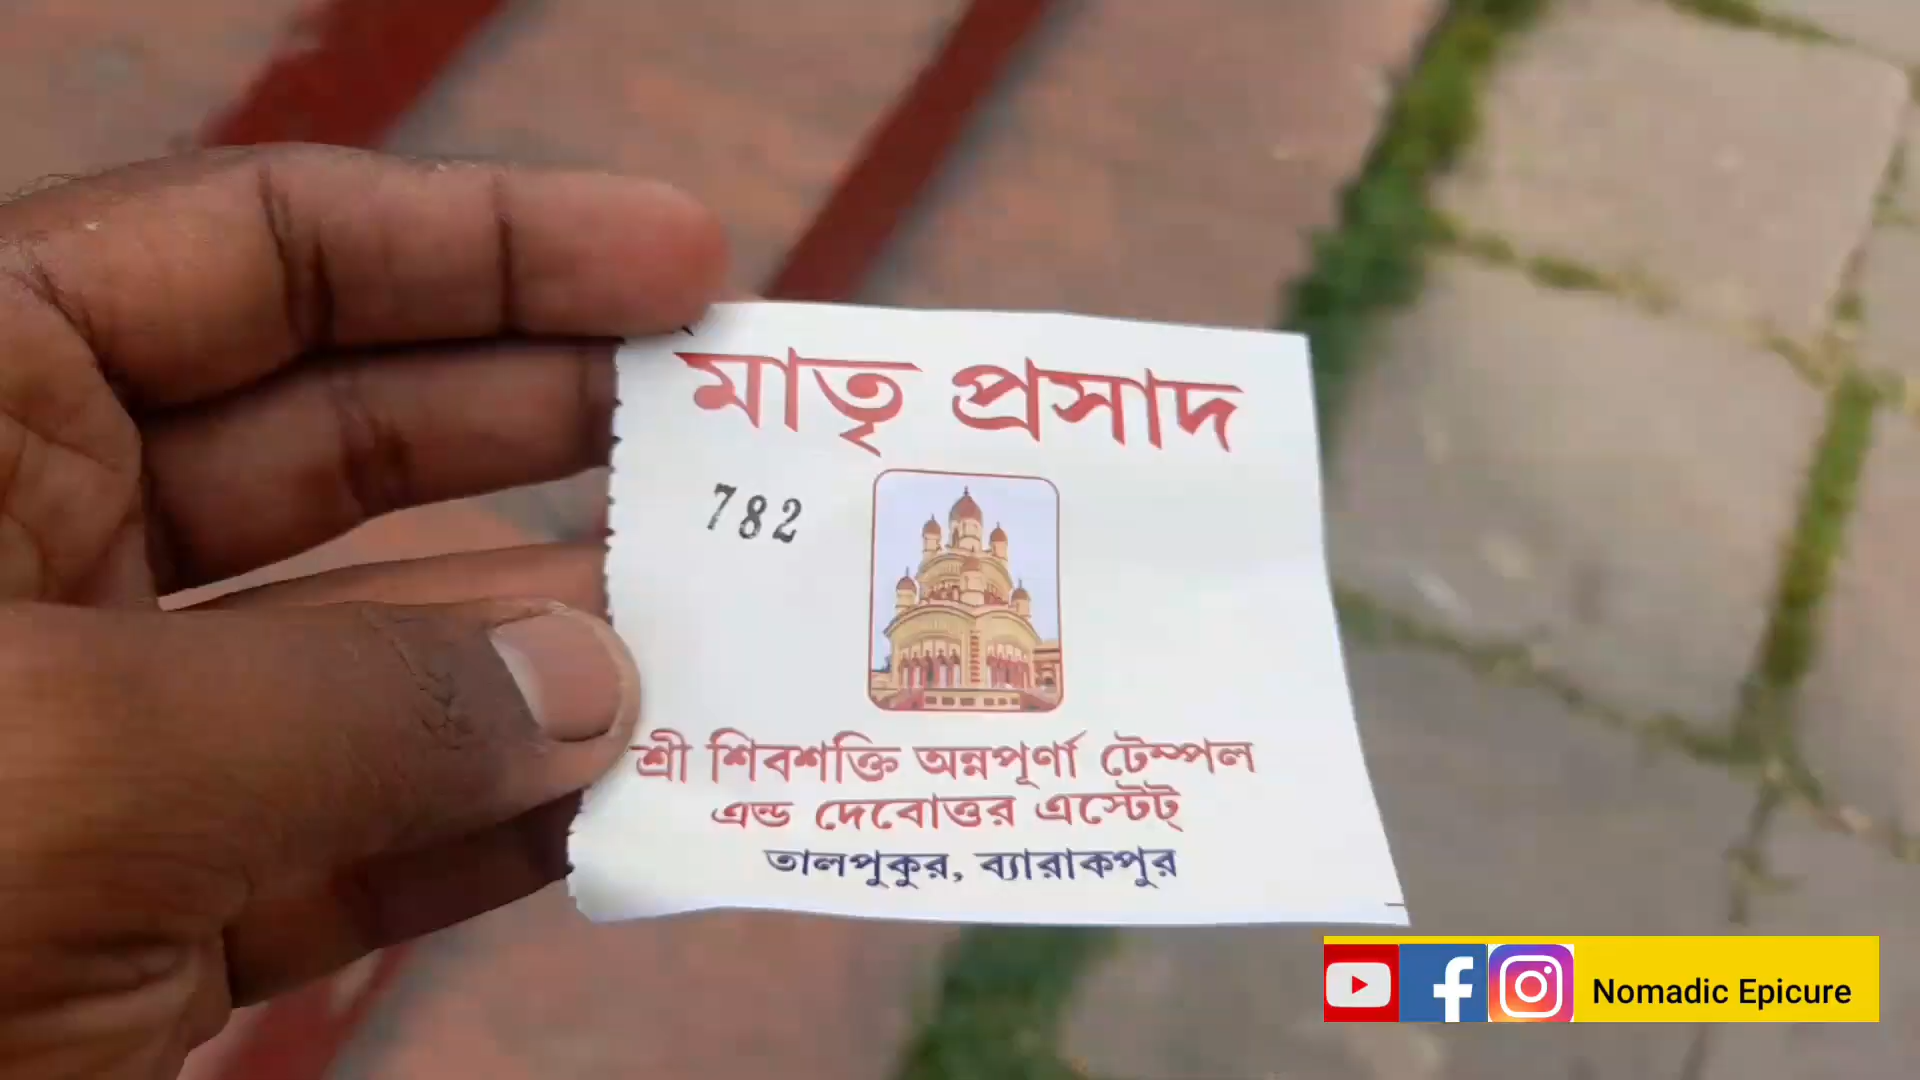 মাতৃ প্রসাদ
782
শ্রী শিবশক্তি অন্নপূর্ণা টেম্পল
এন্ড দেবোত্তর এস্টেট্
তালপুকুর, ব্যারাকপুর
Nomadic Epicure